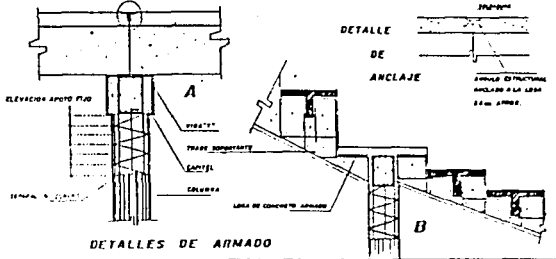 SOLDADURA
DETALLE
DE
ANCLAJE
ANGULO ESTRUCTURAL
ANCLADO A LA LOSA
A
ELEVACION APOYO FIJO
VIGA "T"
TRABE SOPORTANTE
CAPITEL
COLUMNA
LOSA DE CONCRETO ARMADO
B
DETALLES DE ARMADO